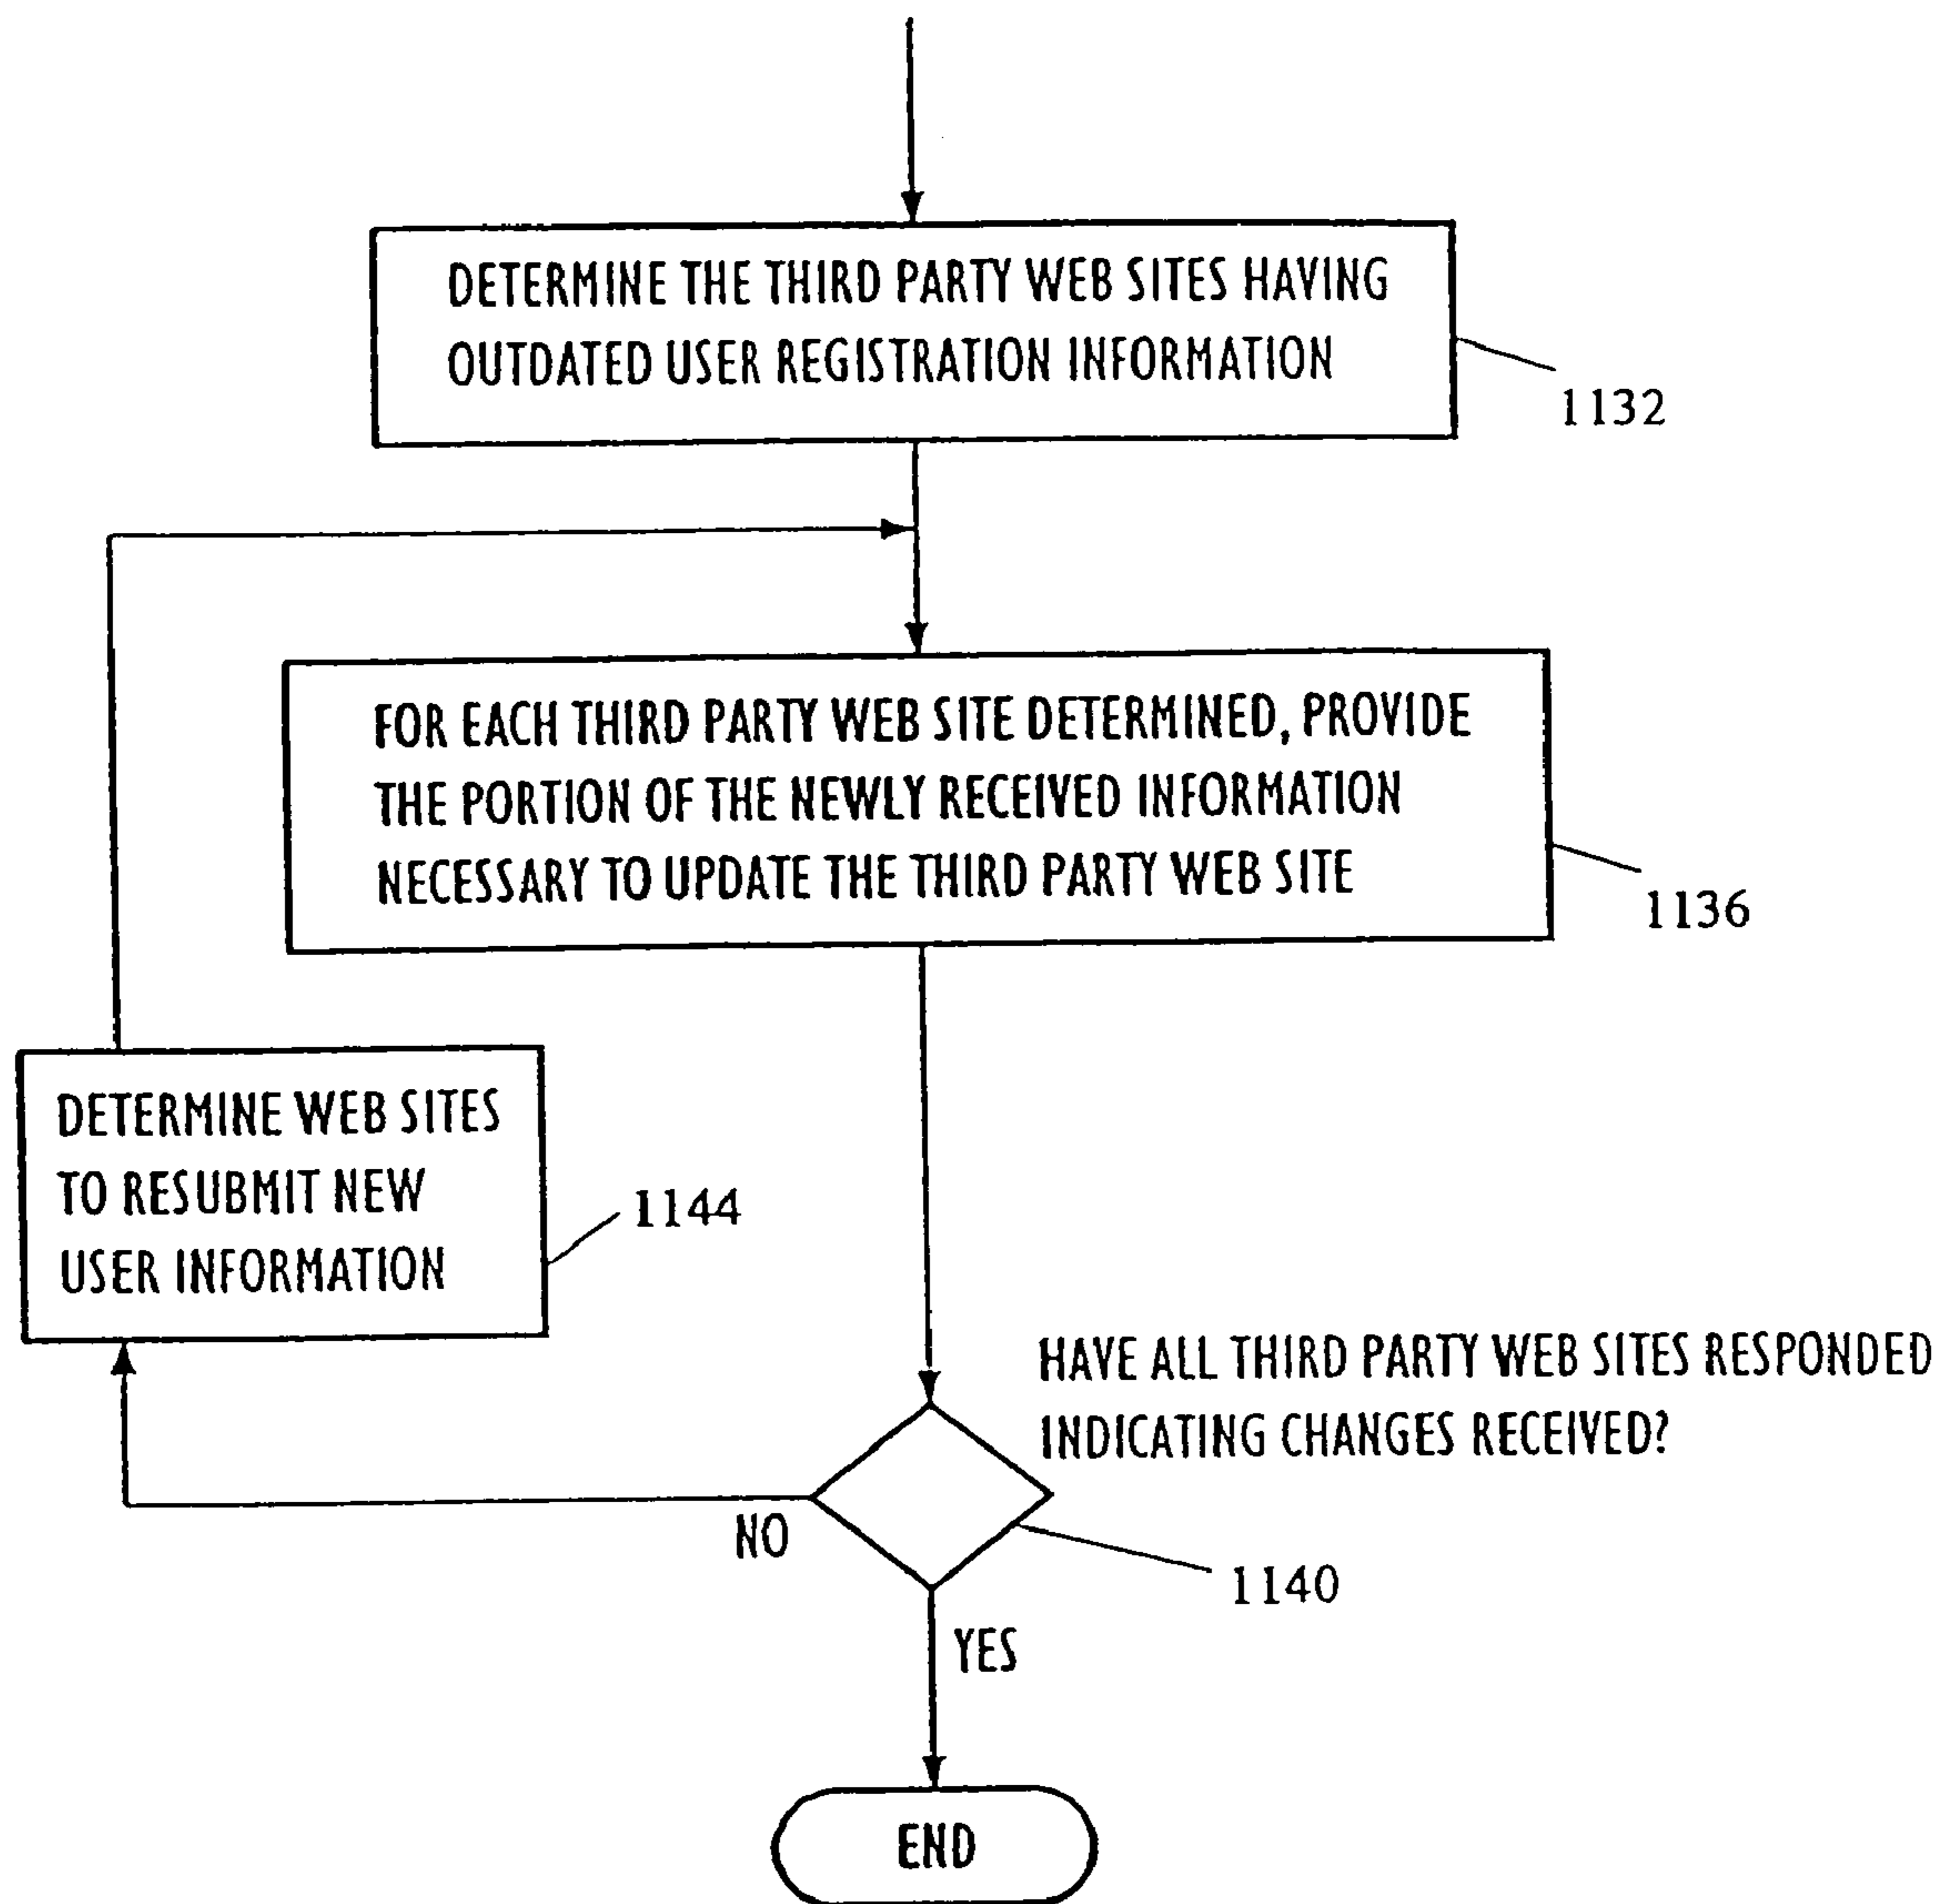 DETERMINE THE THIRD PARTY WEB SITES HAVING
OUTDATED USER REGISTRATION INFORMATION
1132
FOR EACH THIRD PARTY WEB SITE DETERMINED, PROVIDE
THE PORTION OF THE NEWLY RECEIVED INFORMATION
NECESSARY TO UPDATE THE THIRD PARTY WEB SITE
1136
DETERMINE WEB SITES
TO RESUBMIT NEW
USER INFORMATION
1144
HAVE ALL THIRD PARTY WEB SITES RESPONDED
INDICATING CHANGES RECEIVED?
NO
1140
YES
END